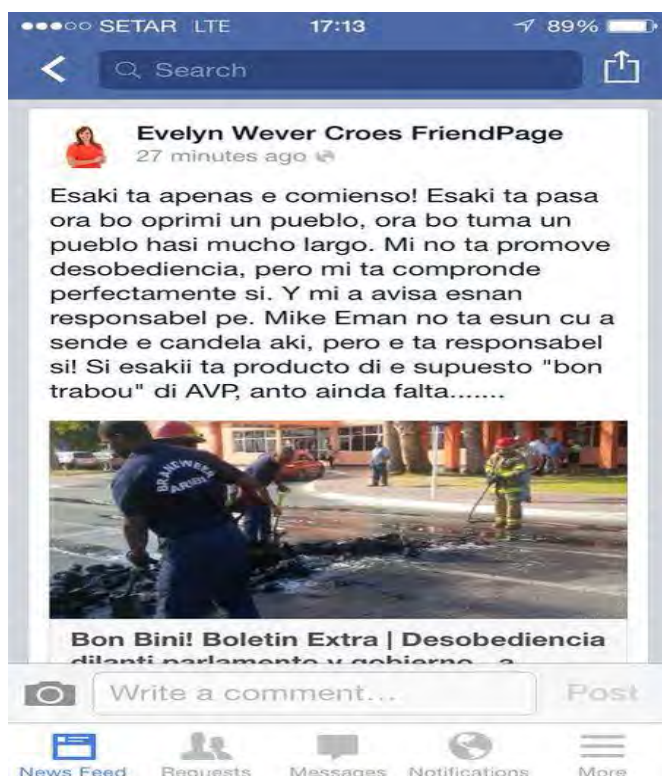 SETAR LTE 17:13 89%
Search
Evelyn Wever Croes FriendPage
27 minutes ago
Esaki ta apenas e comienso! Esaki ta pasa
ora bo oprimi un pueblo, ora bo tuma un
pueblo hasi mucho largo. Mi no ta promove
desobediencia, pero mi ta compronde
perfectamente si. Y mi a avisa esnan
responsabel pe. Mike Eman no ta esun cu a
sende e candela aki, pero e ta responsabel
si! Si esakii ta producto di e supuesto "bon
trabou" di AVP, anto ainda falta.......
BRANDWEER
ARUBA
Bon Bini! Boletin Extra | Desobediencia
dilanti parlamento y gobierno...a
Write a comment...
Post
News Feed Requests Messages Notifications More